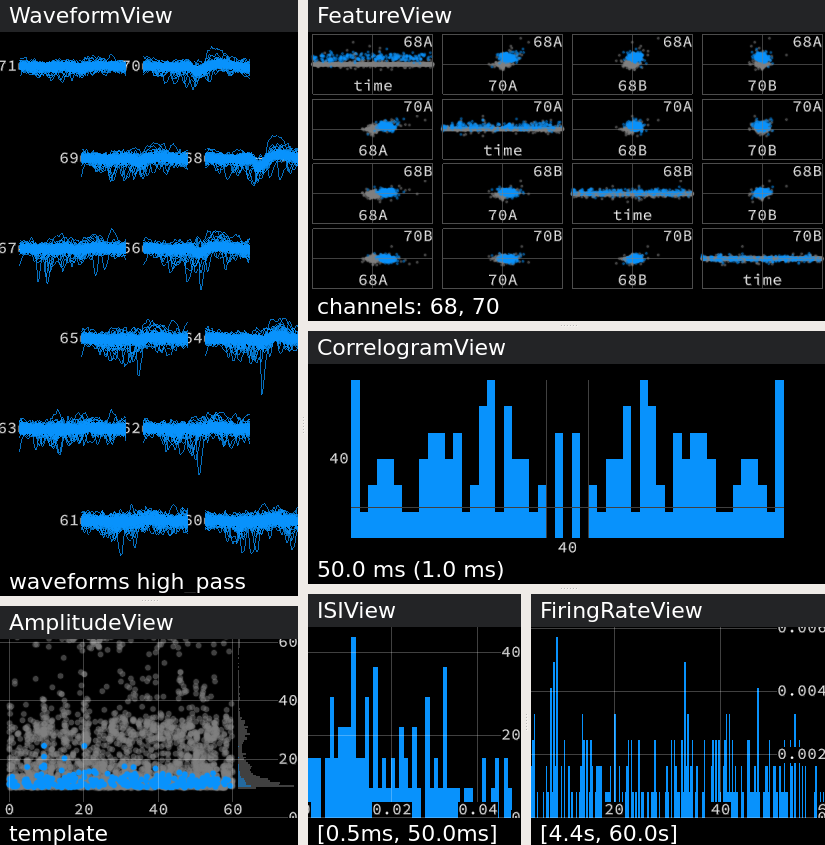 WaveformView
71 70
69 68
67 66
65 64
63 62
61 60
waveforms high_pass
FeatureView
68A 68A 68A 68A
time 70A 68B 70B
70A 70A 70A 70A
68A time 68B 70B
68B 68B 68B 68B
68A 70A time 70B
70B 70B 70B 70B
68A 70A 68B time
channels: 68, 70
CorrelogramView
40
40
50.0 ms (1.0 ms)
AmplitudeView
60
40
20
0 20 40 60 0
template
ISIView
40
20
0.02 0.04 0
[0.5ms, 50.0ms]
FiringRateView
0.006
0.004
0.002
20 40
[4.4s, 60.0s]